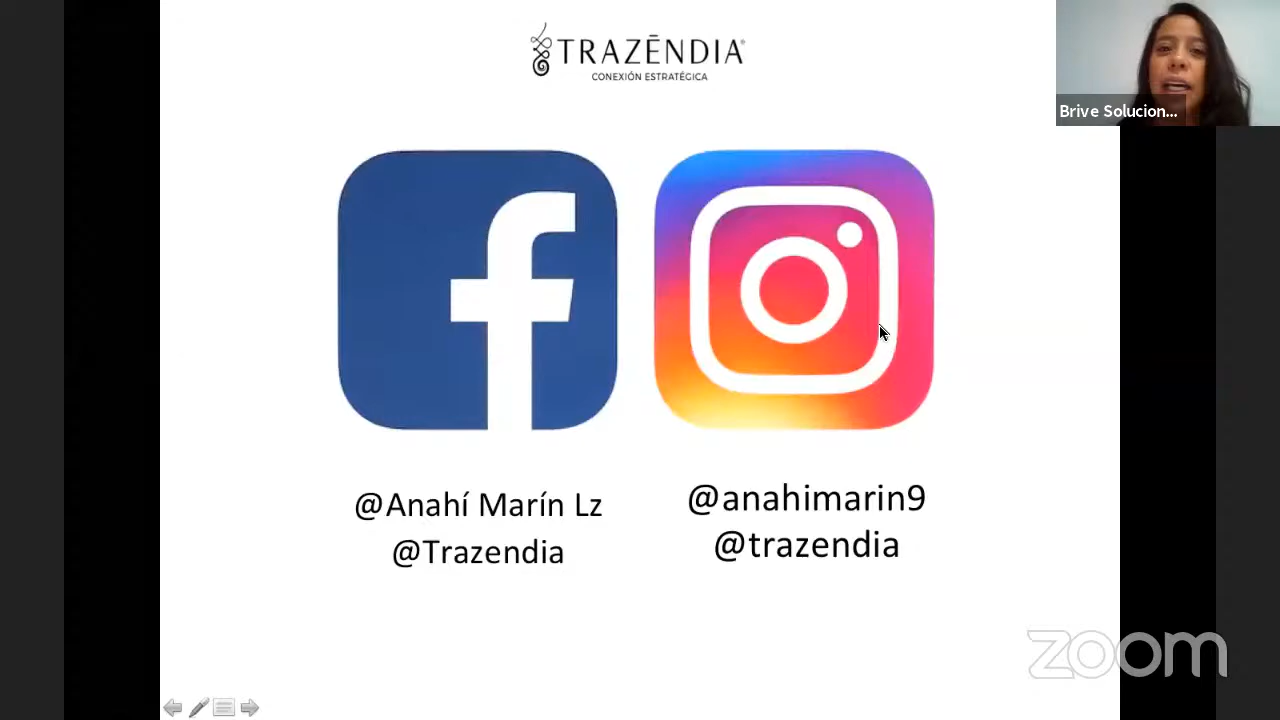 TRAZĒNDIA®
CONEXIÓN ESTRATÉGICA
Brive Solucion...
@Anahí Marín Lz
@Trazendia
@anahimarin9
@trazendia
zoom